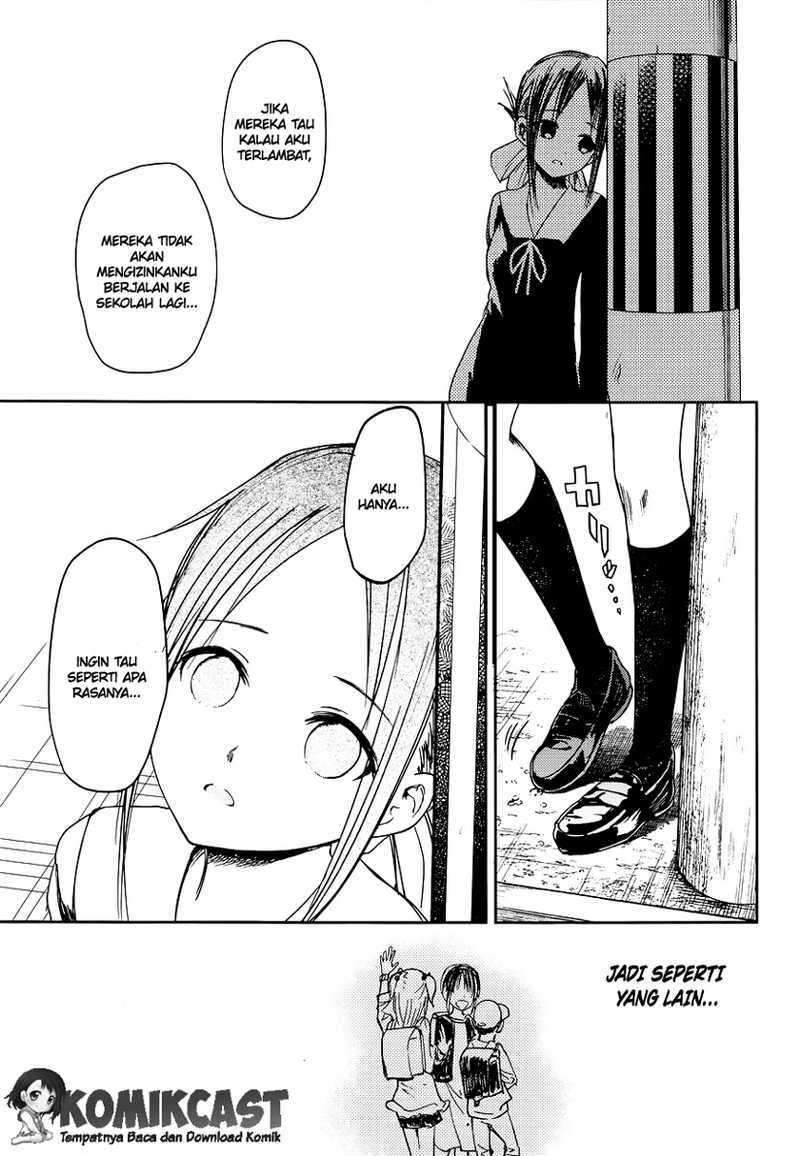 JIKA
MEREKA TAU
KALAU AKU
TERLAMBAT,
MEREKA TIDAK
AKAN
MENGIZINKANKU
BERJALAN KE
SEKOLAH LAGI...
AKU
HANYA...
INGIN TAU
SEPERTI APA
RASANYA...
JADI SEPERTI
YANG LAIN...
KOMIKCAST
Tempatnya Baca dan Download Komik